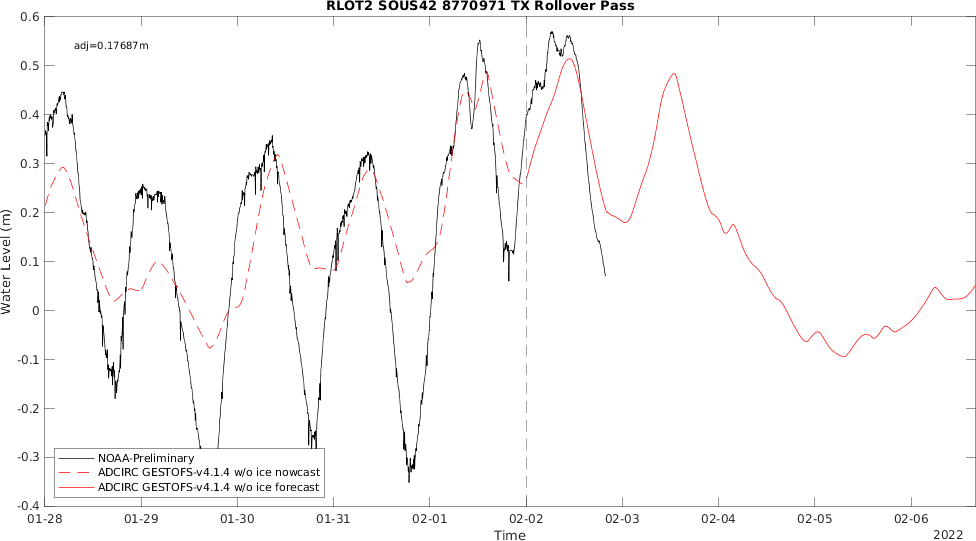 RLOT2 SOUS42 8770971 TX Rollover Pass
adj=0.17687m
Water Level (m)
0.6
0.5
0.4
0.3
0.2
0.1
0
-0.1
-0.2
-0.3
-0.4
NOAA-Preliminary
ADCIRC GESTOFS-v4.1.4 w/o ice nowcast
ADCIRC GESTOFS-v4.1.4 w/o ice forecast
01-28 01-29 01-30 01-31 02-01 02-02 02-03 02-04 02-05 02-06
Time
2022